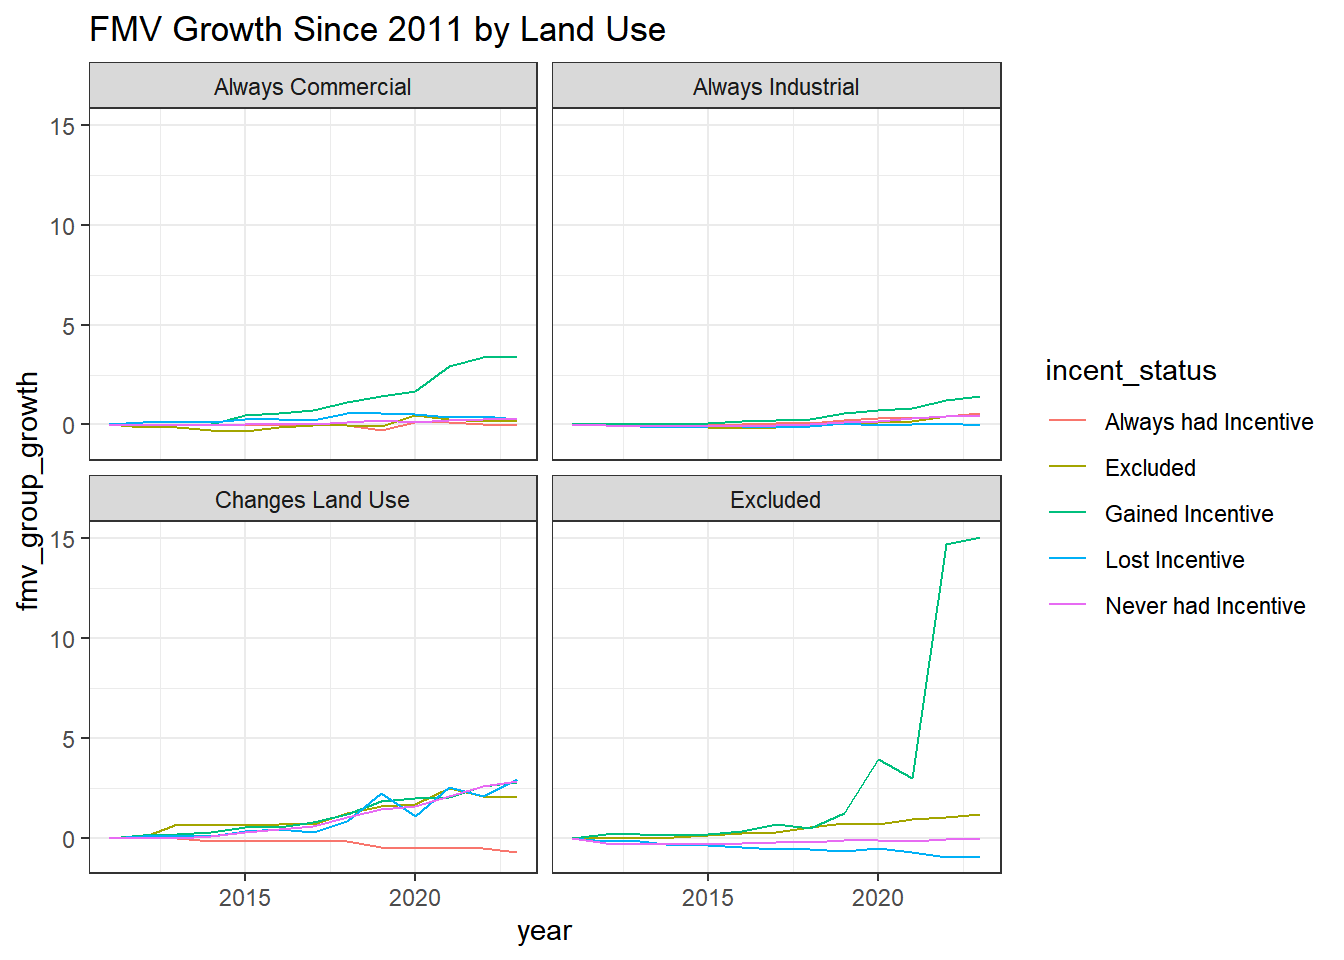 FMV Growth Since 2011 by Land Use
Always Commercial
Always Industrial
15
10
5
0
Changes Land Use
Excluded
15
10
5
0
2015
2020
2015
2020
year
fmv_group_growth
incent_status
Always had Incentive
Excluded
Gained Incentive
Lost Incentive
Never had Incentive